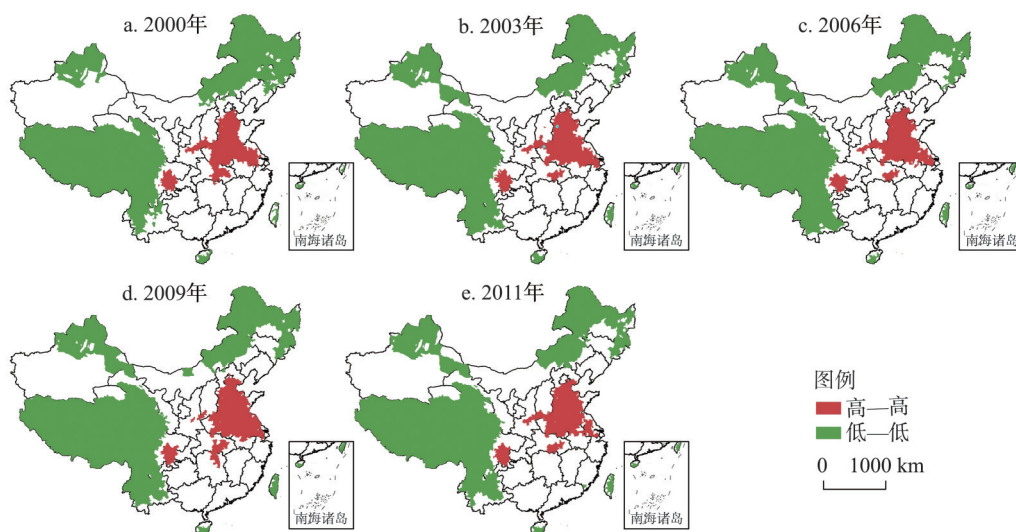 a. 2000年
b. 2003年
c. 2006年
南海诸岛
南海诸岛
南海诸岛
d. 2009年
e. 2011年
南海诸岛
南海诸岛
图例
高—高
低—低
0 1000 km